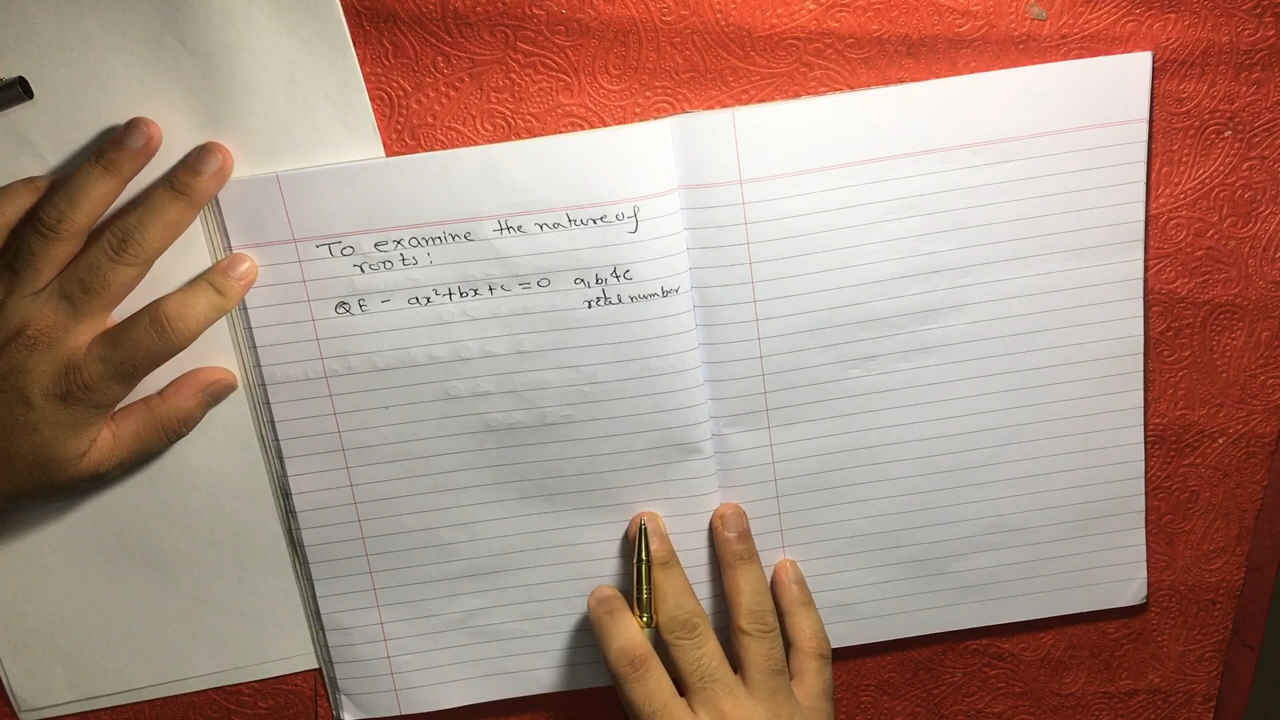 To examine the nature of
roots:
QE - ax²+bx+c=0 a, b, &c
real number